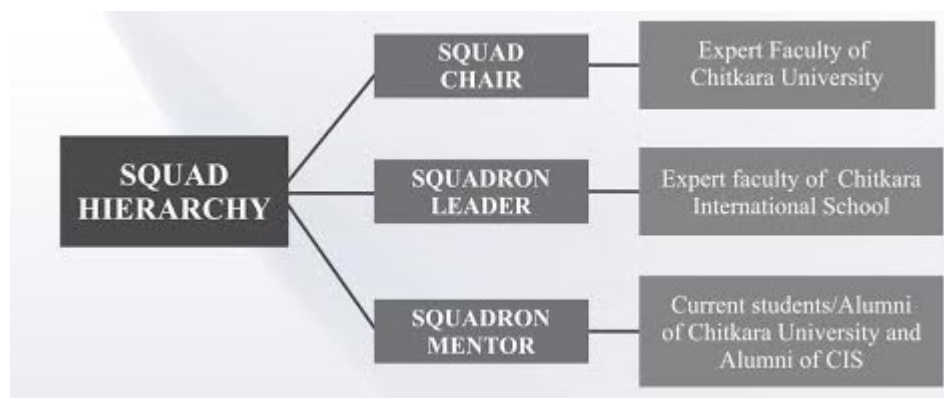 SQUAD
HIERARCHY
SQUAD
CHAIR
Expert Faculty of
Chitkara University
SQUADRON
LEADER
Expert faculty of Chitkara
International School
SQUADRON
MENTOR
Current students/Alumni
of Chitkara University and
Alumni of CIS